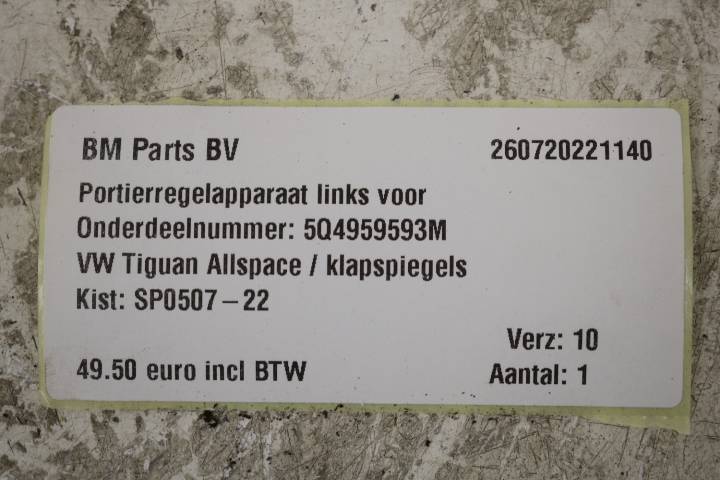 BM Parts BV 260720221140
Portierregelapparaat links voor
Onderdeelnummer: 5Q4959593M
VW Tiguan Allspace / klapspiegels
Kist: SP0507-22
Verz: 10
49.50 euro incl BTW Aantal: 1